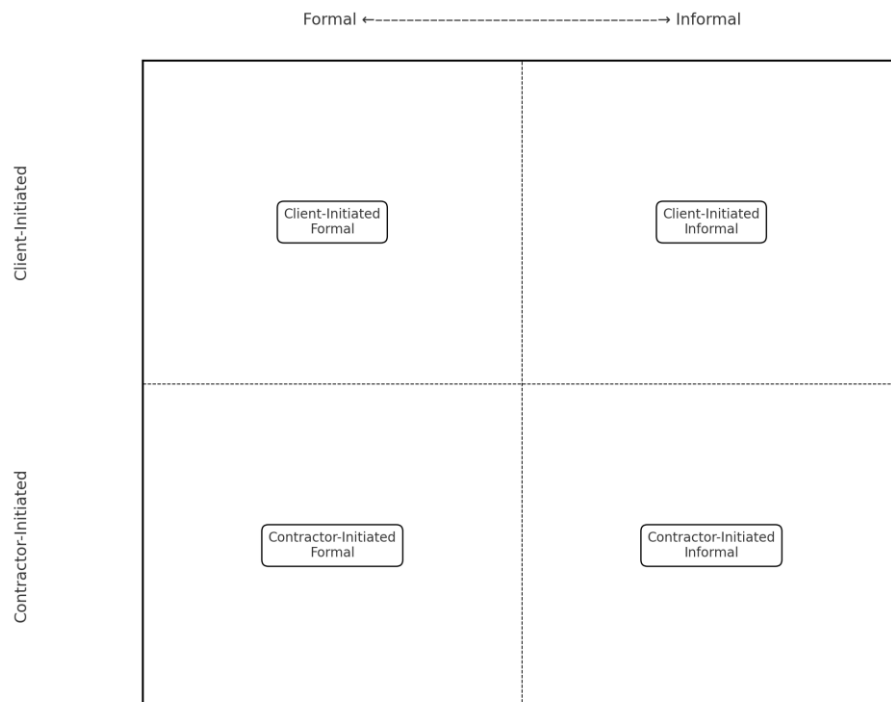 Formal ←----------------------------------→ Informal
Client-Initiated
Client-Initiated
Formal
Client-Initiated
Informal
Contractor-Initiated
Contractor-Initiated
Formal
Contractor-Initiated
Informal